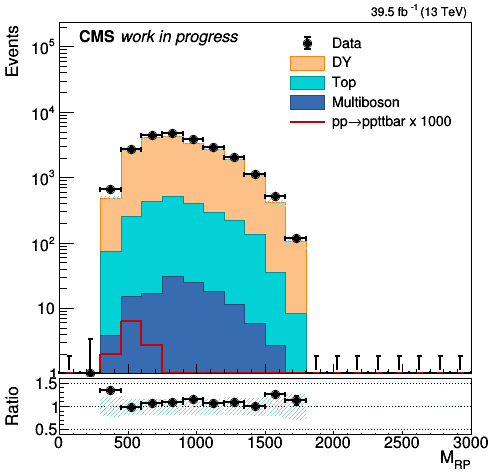 39.5 fb⁻¹ (13 TeV)
CMS work in progress
Data
DY
Top
Multiboson
pp→ppttbar x 1000
Events
10⁵
10⁴
10³
10²
10
1
Ratio
1.5
1
0.5
0 500 1000 1500 2000 2500 3000
M_RP